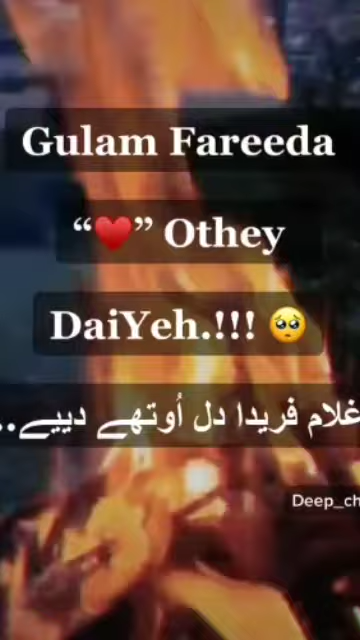 Gulam Fareeda
“♥️” Othey
DaiYeh.!!! 🥺
غلام فریدا دل اُوتھے دییے..
Deep_ch